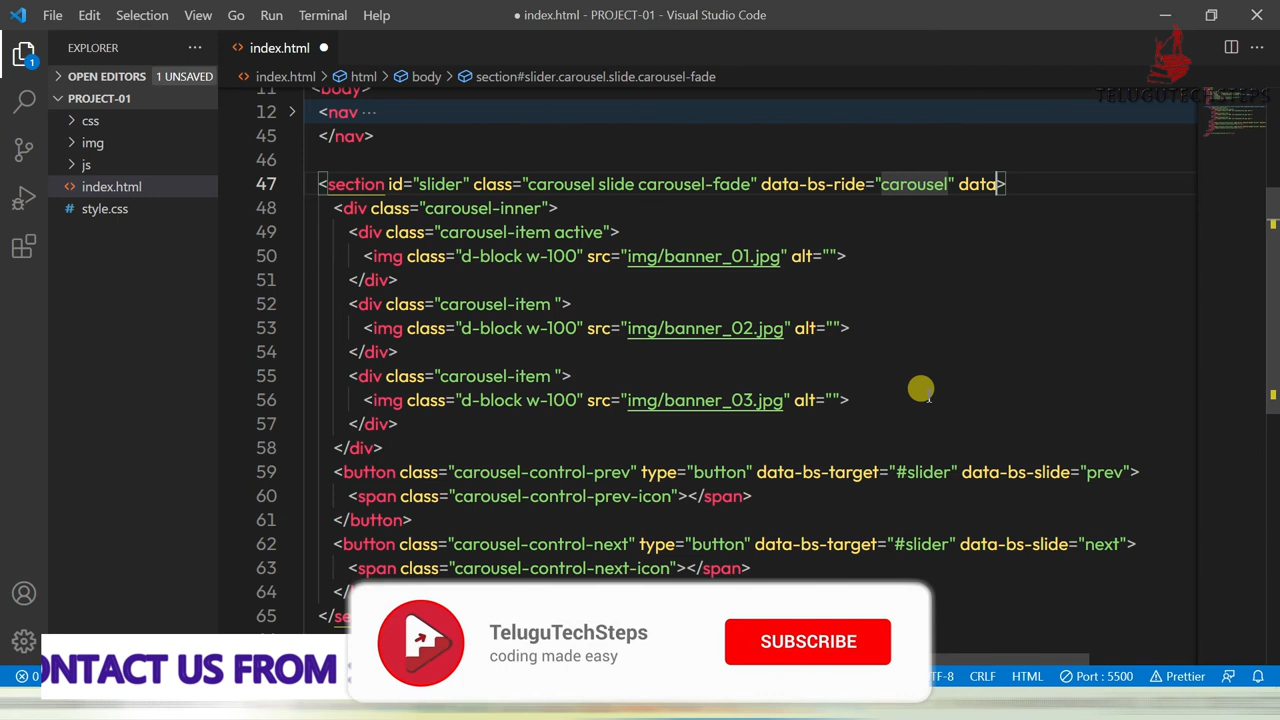 File Edit Selection View Go Run Terminal Help ● index.html - PROJECT-01 - Visual Studio Code
EXPLORER ···
OPEN EDITORS 1 UNSAVED
PROJECT-01
css
img
js
index.html
style.css
1
<> index.html ●
<> index.html > html > body > section#slider.carousel.slide.carousel-fade
TELUGUTECHSTEPS
11 <body>
12 <nav ···
45 </nav>
46
47 <section id="slider" class="carousel slide carousel-fade" data-bs-ride="carousel" data>
48 <div class="carousel-inner">
49 <div class="carousel-item active">
50 <img class="d-block w-100" src="img/banner_01.jpg" alt="">
51 </div>
52 <div class="carousel-item ">
53 <img class="d-block w-100" src="img/banner_02.jpg" alt="">
54 </div>
55 <div class="carousel-item ">
56 <img class="d-block w-100" src="img/banner_03.jpg" alt="">
57 </div>
58 </div>
59 <button class="carousel-control-prev" type="button" data-bs-target="#slider" data-bs-slide="prev">
60 <span class="carousel-control-prev-icon"></span>
61 </button>
62 <button class="carousel-control-next" type="button" data-bs-target="#slider" data-bs-slide="next">
63 <span class="carousel-control-next-icon"></span>
64 </
65 </se
TeluguTechSteps
coding made easy
SUBSCRIBE
ONTACT US FROM
0 F-8 CRLF HTML Port : 5500 Prettier